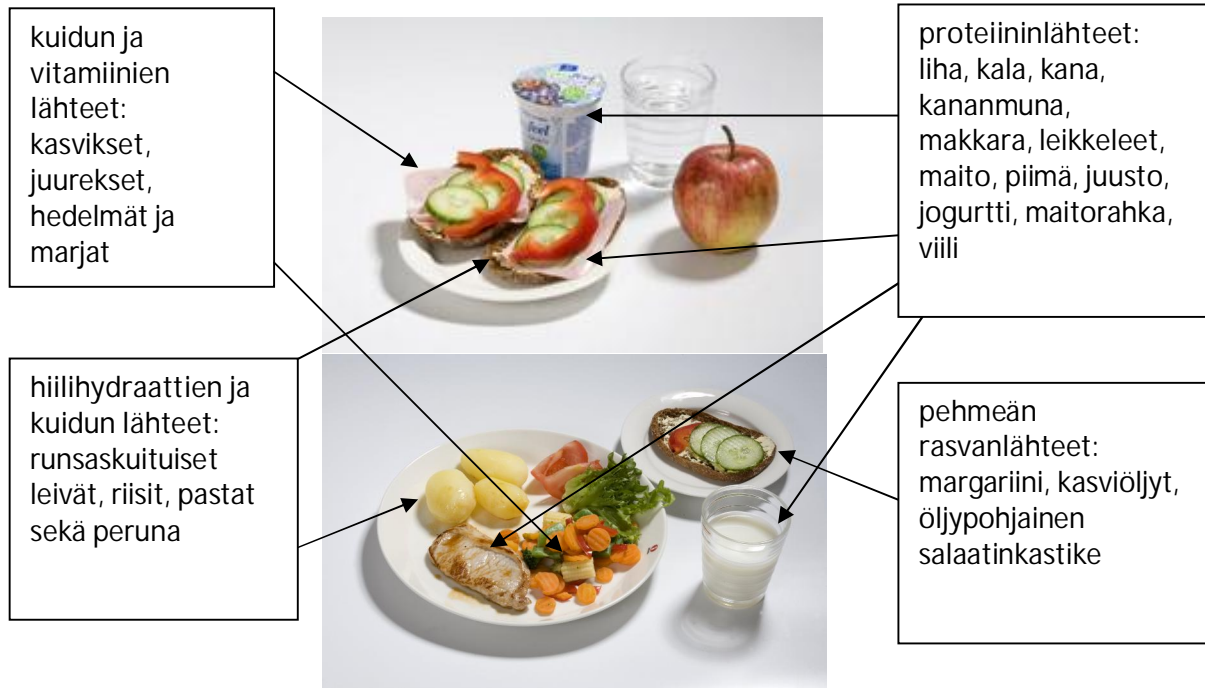 kuidun ja
vitamiinien
lähteet:
kasvikset,
juurekset,
hedelmät ja
marjat
proteiininlähteet:
liha, kala, kana,
kananmuna,
makkara, leikkeleet,
maito, piimä, juusto,
jogurtti, maitorahka,
viili
feel
hiilihydraattien ja
kuidun lähteet:
runsaskuituiset
leivät, riisit, pastat
sekä peruna
pehmeän
rasvanlähteet:
margariini, kasviöljyt,
öljypohjainen
salaatinkastike